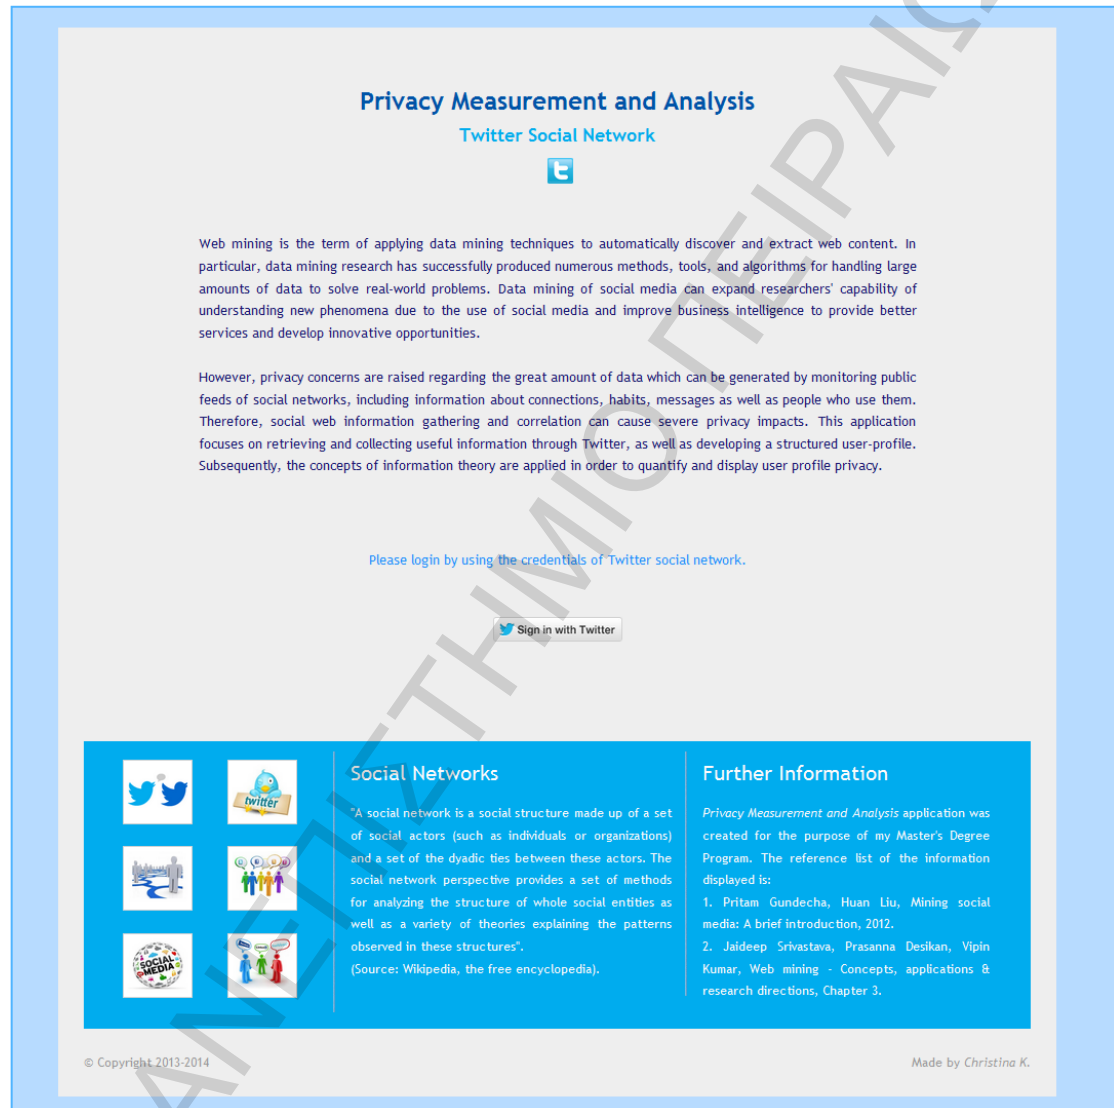 Privacy Measurement and Analysis
Twitter Social Network
Web mining is the term of applying data mining techniques to automatically discover and extract web content. In
particular, data mining research has successfully produced numerous methods, tools, and algorithms for handling large
amounts of data to solve real-world problems. Data mining of social media can expand researchers' capability of
understanding new phenomena due to the use of social media and improve business intelligence to provide better
services and develop innovative opportunities.
However, privacy concerns are raised regarding the great amount of data which can be generated by monitoring public
feeds of social networks, including information about connections, habits, messages as well as people who use them.
Therefore, social web information gathering and correlation can cause severe privacy impacts. This application
focuses on retrieving and collecting useful information through Twitter, as well as developing a structured user-profile.
Subsequently, the concepts of information theory are applied in order to quantify and display user profile privacy.
Please login by using the credentials of Twitter social network.
Sign in with Twitter
twitter
SOCIAL
MEDIA
Social Networks
"A social network is a social structure made up of a set
of social actors (such as individuals or organizations)
and a set of the dyadic ties between these actors. The
social network perspective provides a set of methods
for analyzing the structure of whole social entities as
well as a variety of theories explaining the patterns
observed in these structures".
(Source: Wikipedia, the free encyclopedia).
Further Information
Privacy Measurement and Analysis application was
created for the purpose of my Master's Degree
Program. The reference list of the information
displayed is:
1. Pritam Gundecha, Huan Liu, Mining social
media: A brief introduction, 2012.
2. Jaideep Srivastava, Prasanna Desikan, Vipin
Kumar, Web mining - Concepts, applications &
research directions, Chapter 3.
© Copyright 2013-2014
Made by Christina K.
ΑΝΕΠΙΣΤΗΜΙΟ ΠΕΙΡΑΙΩ